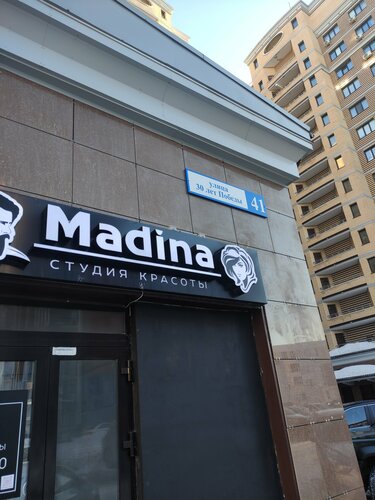 улица
30 лет Победы
41
Madina
СТУДИЯ КРАСОТЫ